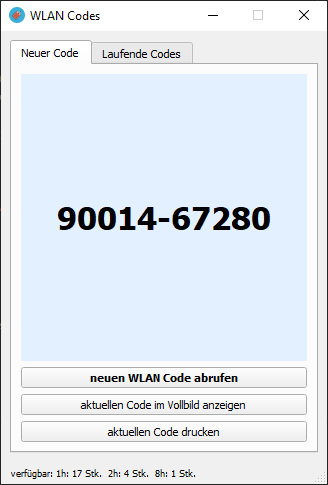 WLAN Codes
Neuer Code Laufende Codes
90014-67280
neuen WLAN Code abrufen
aktuellen Code im Vollbild anzeigen
aktuellen Code drucken
verfügbar: 1h: 17 Stk. 2h: 4 Stk. 8h: 1 Stk.